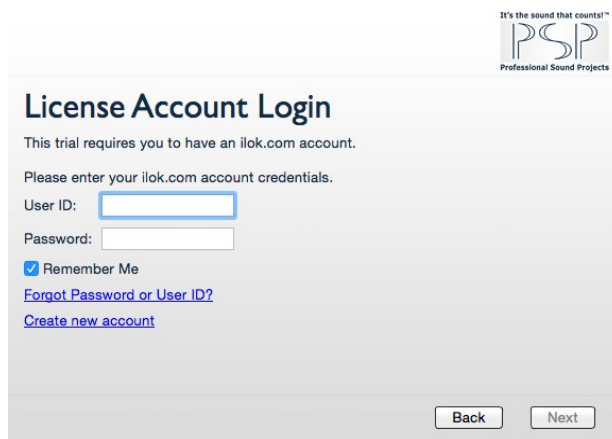 It's the sound that counts!™
PSP
Professional Sound Projects
License Account Login
This trial requires you to have an ilok.com account.
Please enter your ilok.com account credentials.
User ID:
Password:
Remember Me
Forgot Password or User ID?
Create new account
Back Next